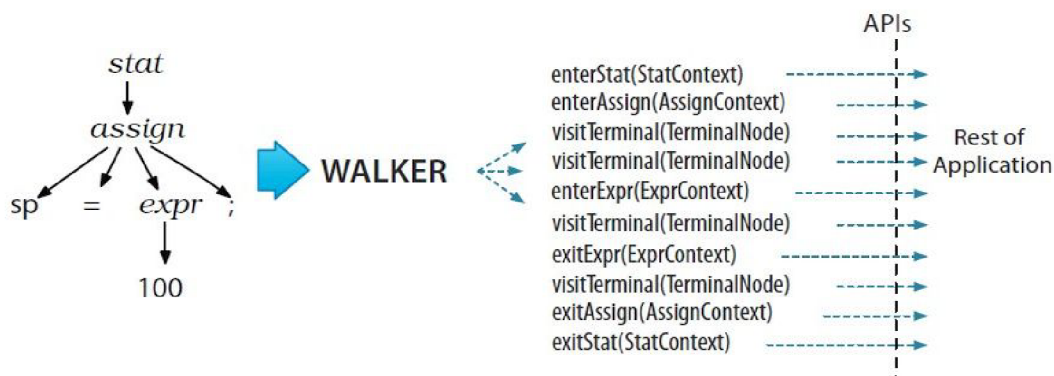 stat
assign
sp = expr ;
100
WALKER
enterStat(StatContext)
enterAssign(AssignContext)
visitTerminal(TerminalNode)
visitTerminal(TerminalNode)
enterExpr(ExprContext)
visitTerminal(TerminalNode)
exitExpr(ExprContext)
visitTerminal(TerminalNode)
exitAssign(AssignContext)
exitStat(StatContext)
APIs
Rest of
Application